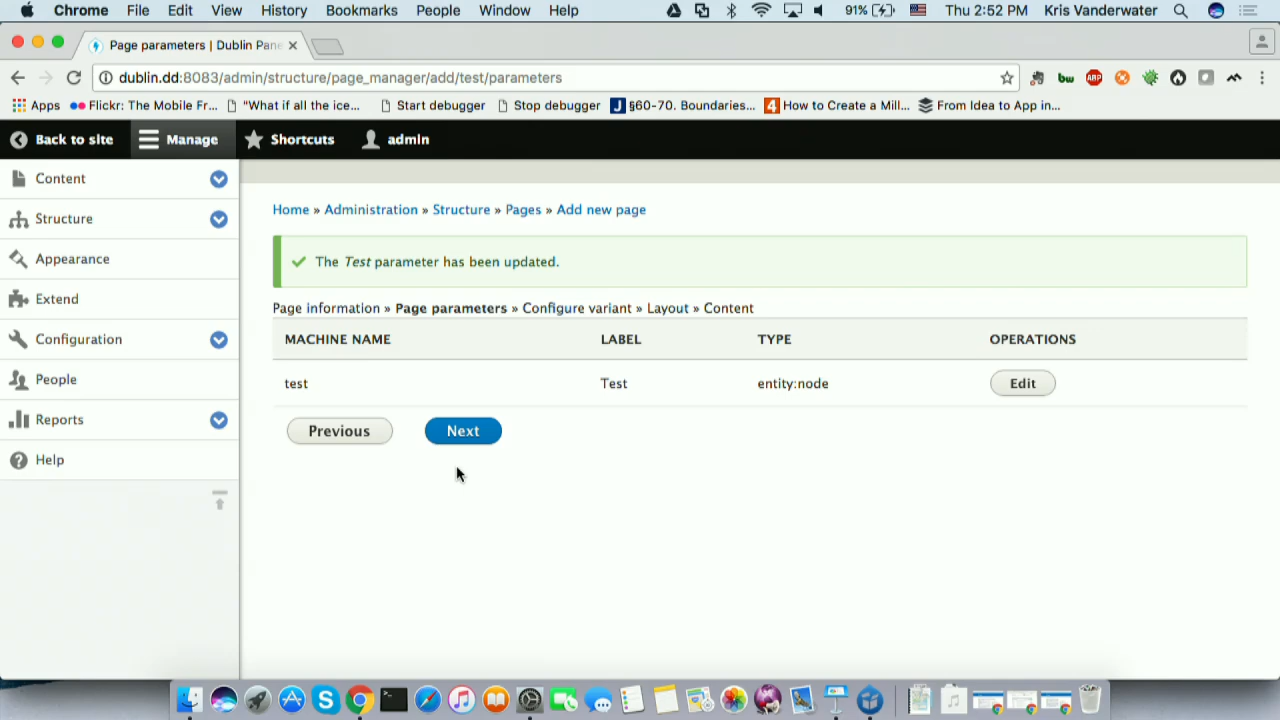 Chrome File Edit View History Bookmarks People Window Help 91% Thu 2:52 PM Kris Vanderwater
Page parameters | Dublin Pane
dublin.dd:8083/admin/structure/page_manager/add/test/parameters
bw ABP
Apps Flickr: The Mobile Fr... "What if all the ice... Start debugger Stop debugger J §60-70. Boundaries... 4 How to Create a Mill... From Idea to App in...
Back to site Manage Shortcuts admin
Content
Structure
Appearance
Extend
Configuration
People
Reports
Help
Home » Administration » Structure » Pages » Add new page
The Test parameter has been updated.
Page information » Page parameters » Configure variant » Layout » Content
MACHINE NAME LABEL TYPE OPERATIONS
test Test entity:node Edit
Previous Next